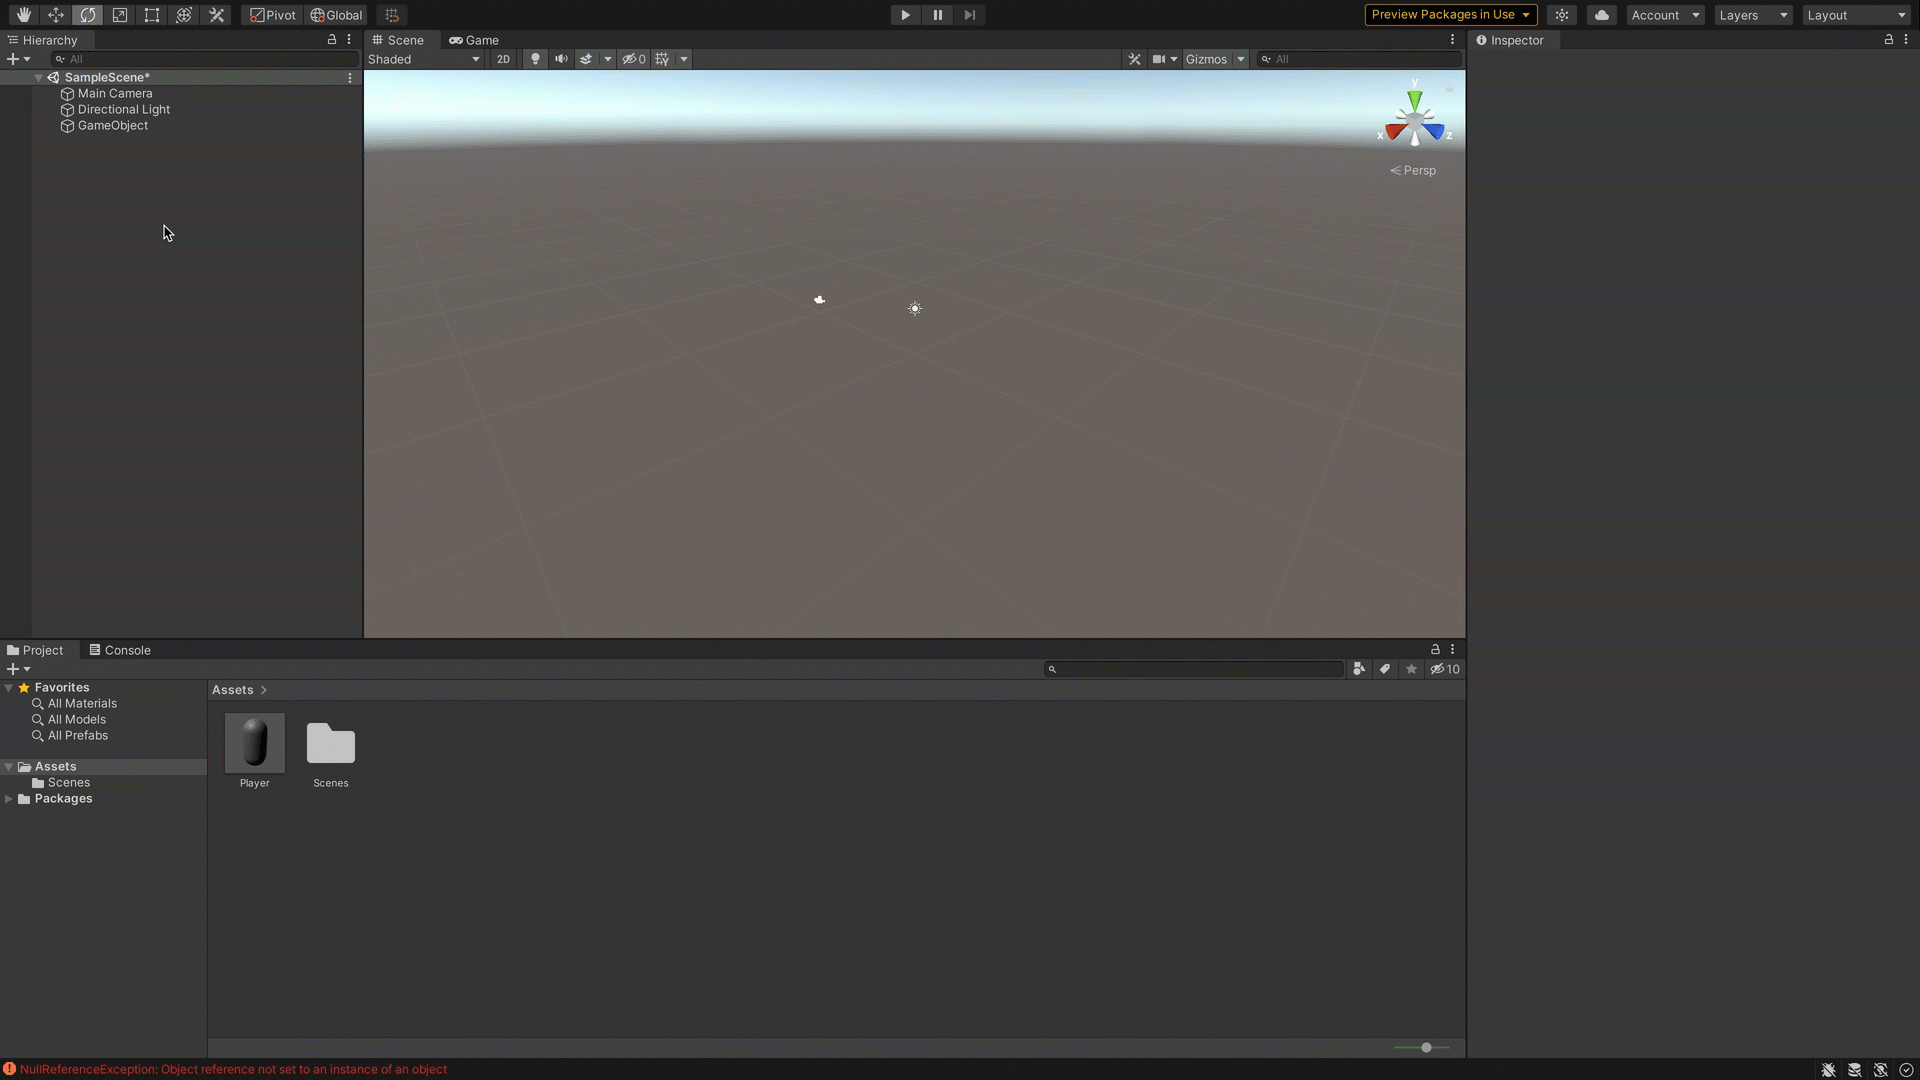 Pivot Global Preview Packages in Use Account Layers Layout
Hierarchy Scene Game Inspector
All Shaded 2D 0 Gizmos All
SampleScene*
Main Camera
Directional Light
GameObject
y
x z
Persp
Project Console
10
Favorites Assets
All Materials
All Models
All Prefabs
Assets
Scenes
Packages
Player Scenes
NullReferenceException: Object reference not set to an instance of an object